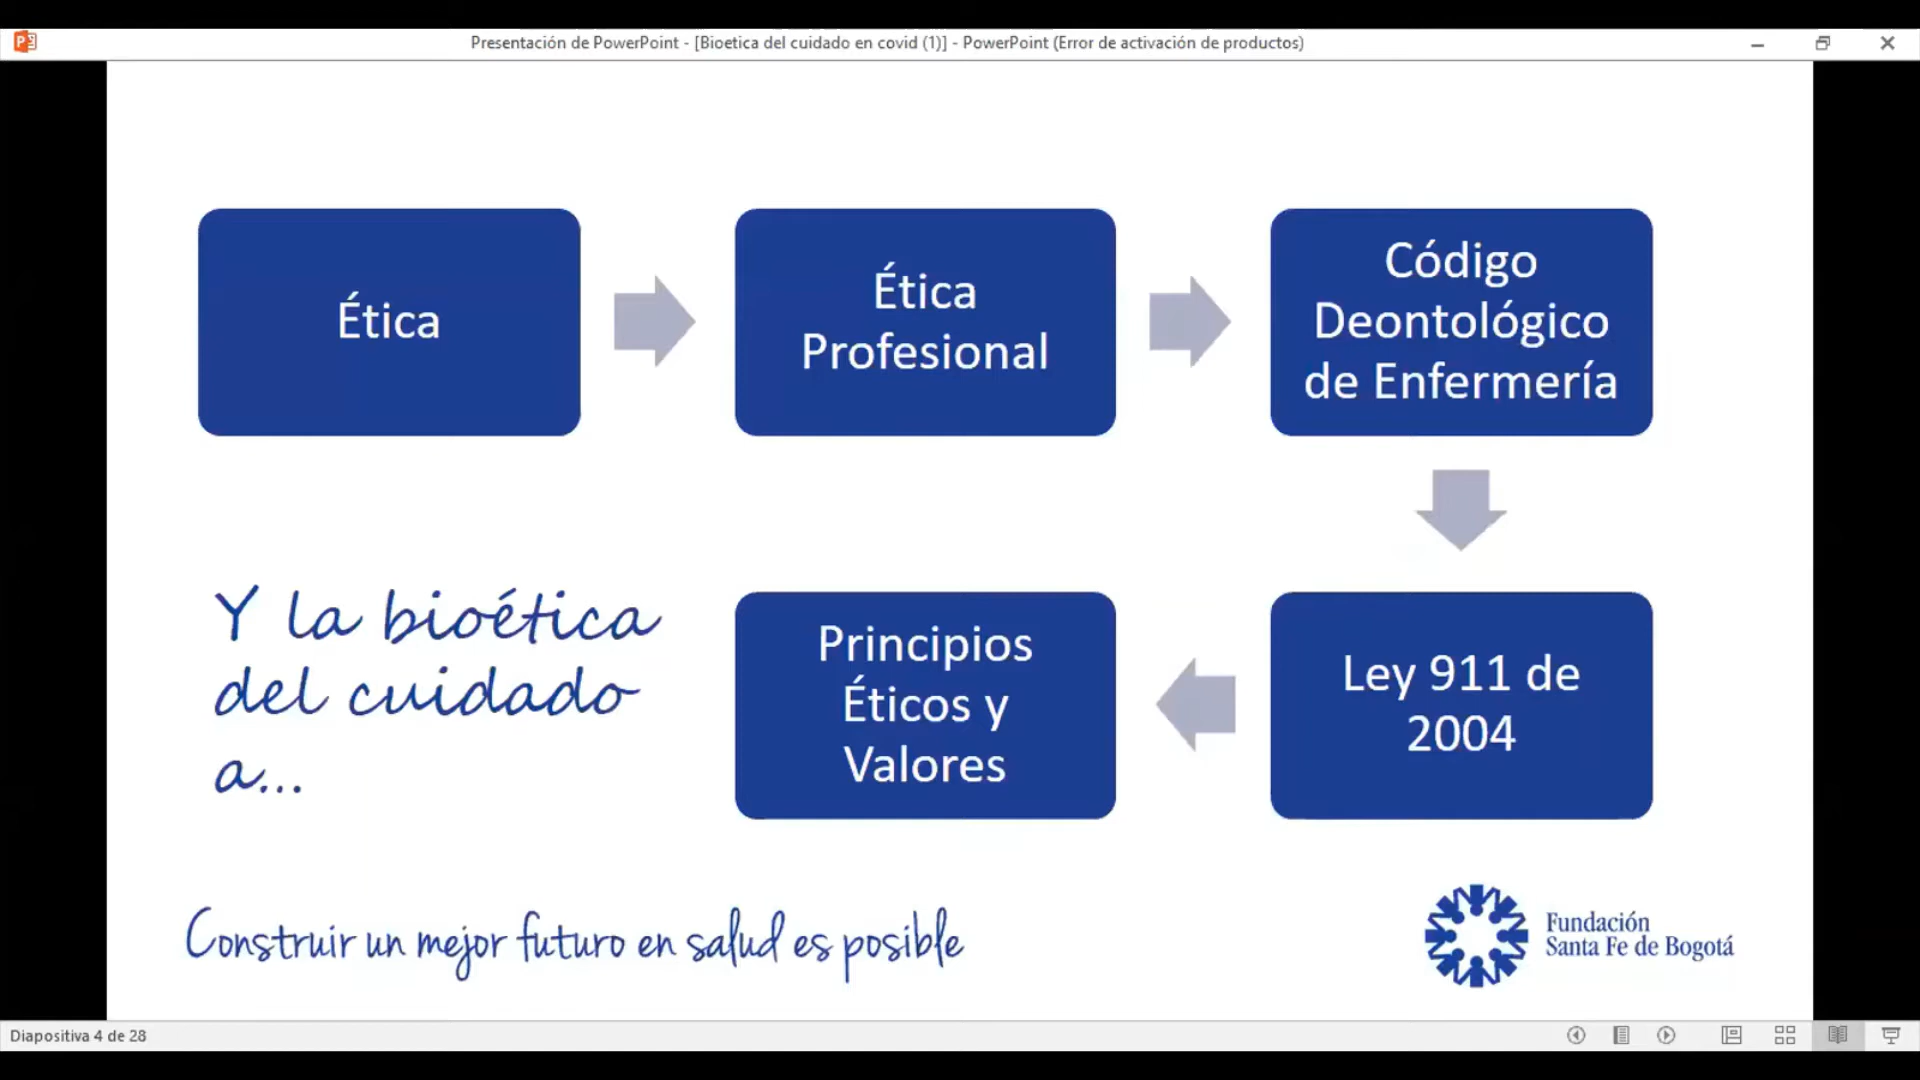 Presentación de PowerPoint - [Bioetica del cuidado en covid (1)] - PowerPoint (Error de activación de productos)
Ética
Ética
Profesional
Código
Deontológico
de Enfermería
Y la bioética
del cuidado
a...
Principios
Éticos y
Valores
Ley 911 de
2004
Construir un mejor futuro en salud es posible
Fundación
Santa Fe de Bogotá
Diapositiva 4 de 28